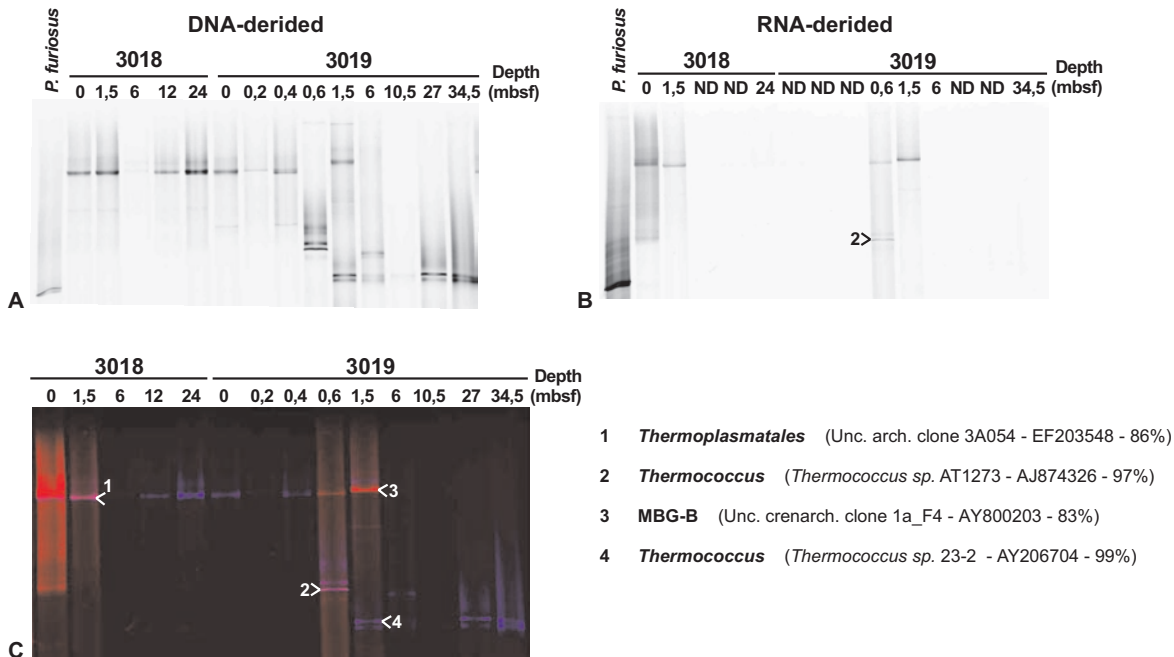 DNA-derided
RNA-derided
P. furiosus
3018 3019
Depth
0 1,5 6 12 24 0 0,2 0,4 0,6 1,5 6 10,5 27 34,5 (mbsf)
A
P. furiosus
3018 3019
Depth
0 1,5 ND ND 24 ND ND ND 0,6 1,5 6 ND ND 34,5 (mbsf)
2
B
3018 3019
Depth
0 1,5 6 12 24 0 0,2 0,4 0,6 1,5 6 10,5 27 34,5 (mbsf)
1
3
2
4
C
1 Thermoplasmatales (Unc. arch. clone 3A054 - EF203548 - 86%)
2 Thermococcus (Thermococcus sp. AT1273 - AJ874326 - 97%)
3 MBG-B (Unc. crenarch. clone 1a_F4 - AY800203 - 83%)
4 Thermococcus (Thermococcus sp. 23-2 - AY206704 - 99%)